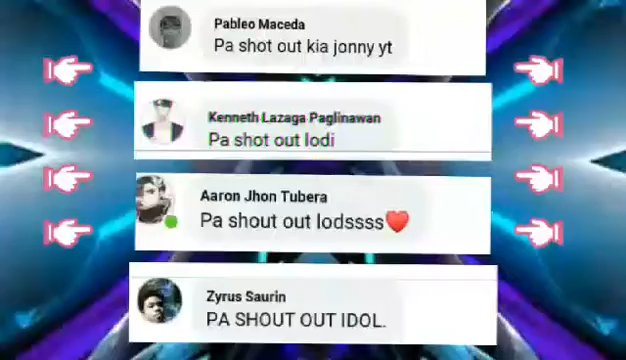 Pableo Maceda
Pa shot out kia jonny yt
Kenneth Lazaga Paglinawan
Pa shot out lodi
Aaron Jhon Tubera
Pa shout out lodssss❤️
Zyrus Saurin
PA SHOUT OUT IDOL.